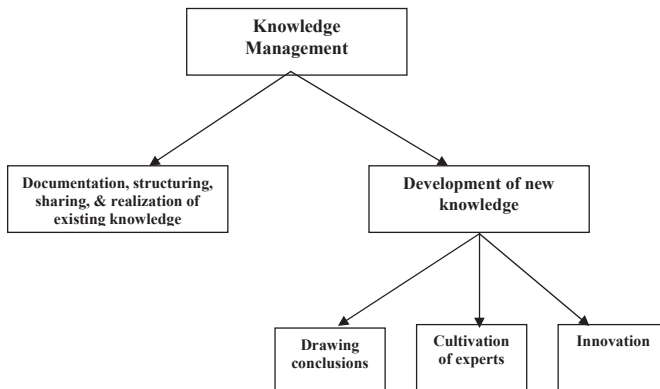 Knowledge
Management
Documentation, structuring,
sharing, & realization of
existing knowledge
Development of new
knowledge
Drawing
conclusions
Cultivation
of experts
Innovation